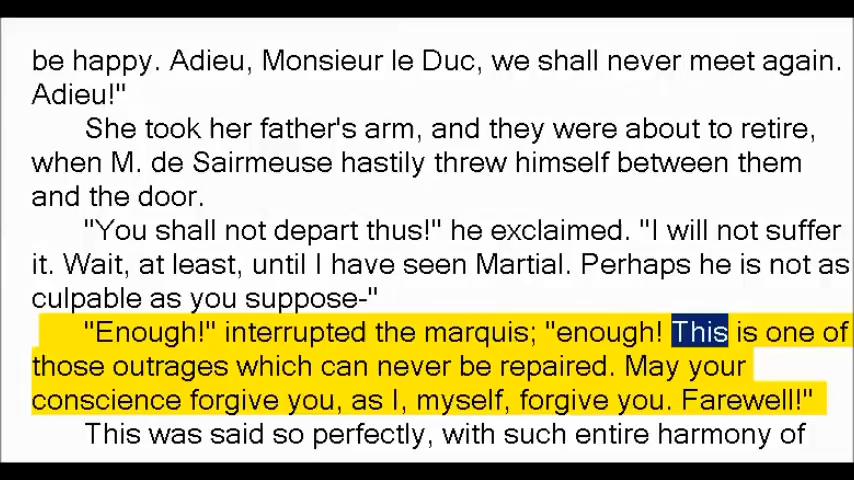 be happy. Adieu, Monsieur le Duc, we shall never meet again.
Adieu!"
She took her father's arm, and they were about to retire,
when M. de Sairmeuse hastily threw himself between them
and the door.
"You shall not depart thus!" he exclaimed. "I will not suffer
it. Wait, at least, until I have seen Martial. Perhaps he is not as
culpable as you suppose-"
"Enough!" interrupted the marquis; "enough! This is one of
those outrages which can never be repaired. May your
conscience forgive you, as I, myself, forgive you. Farewell!"
This was said so perfectly, with such entire harmony of